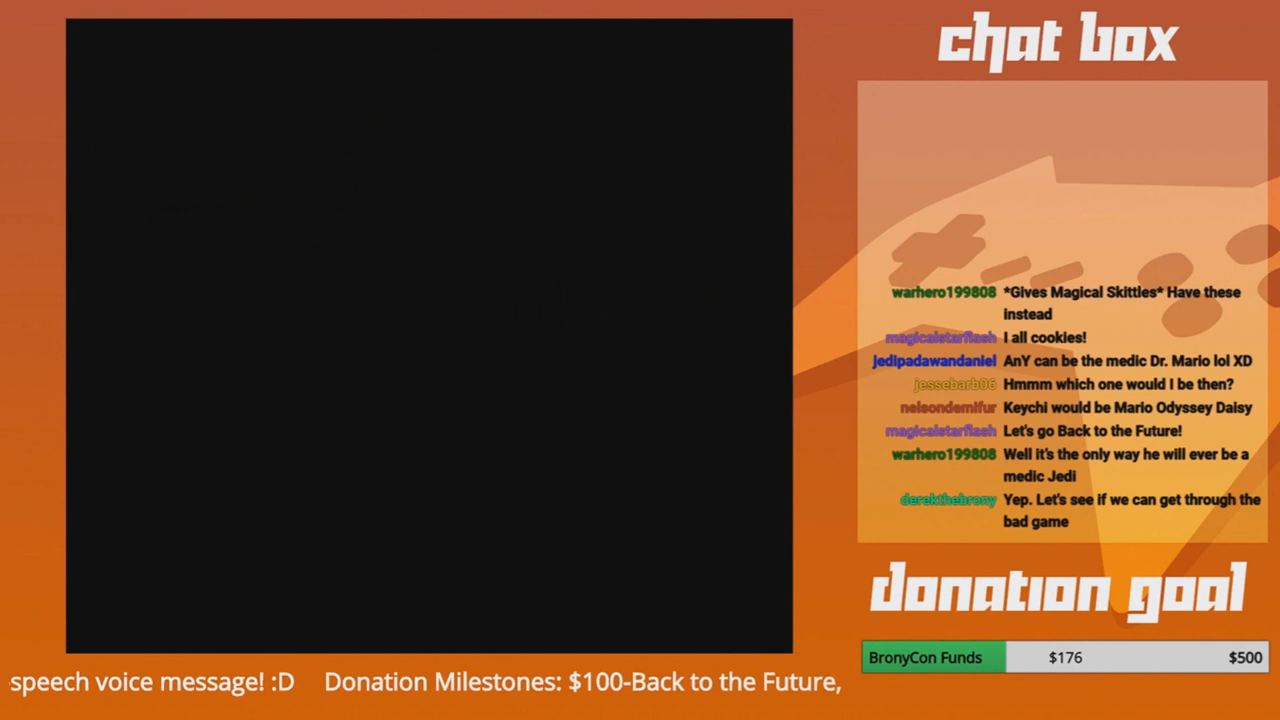 chat box
warhero199808 *Gives Magical Skittles* Have these
instead
magicalstarflash I all cookies!
jedipadawandaniel AnY can be the medic Dr. Mario lol XD
jessebarb06 Hmmm which one would I be then?
nelsondemifur Keychi would be Mario Odyssey Daisy
magicalstarflash Let's go Back to the Future!
warhero199808 Well it's the only way he will ever be a
medic Jedi
derekthebrony Yep. Let's see if we can get through the
bad game
donation goal
BronyCon Funds $176 $500
speech voice message! :D Donation Milestones: $100-Back to the Future,